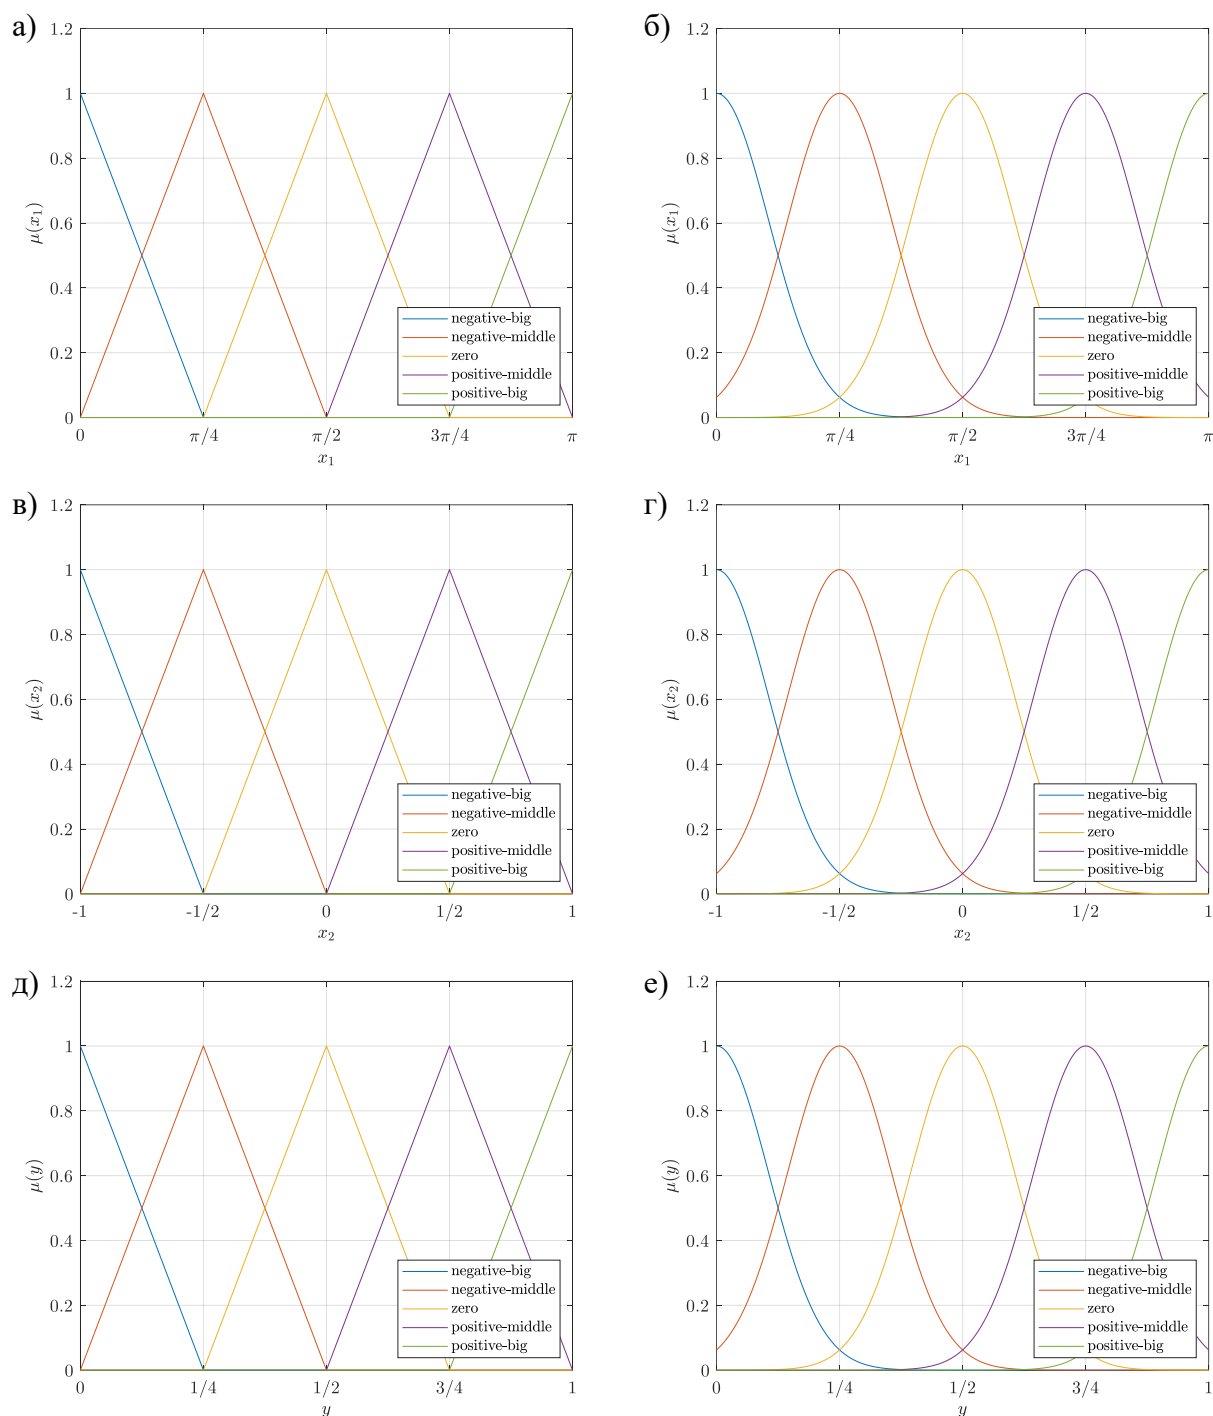 а)
1.2
1
0.8
0.6
0.4
0.2
0
μ(x₁)
negative-big
negative-middle
zero
positive-middle
positive-big
0 π/4 π/2 3π/4 π
x₁
б)
1.2
1
0.8
0.6
0.4
0.2
0
μ(x₁)
negative-big
negative-middle
zero
positive-middle
positive-big
0 π/4 π/2 3π/4 π
x₁
в)
1.2
1
0.8
0.6
0.4
0.2
0
μ(x₂)
negative-big
negative-middle
zero
positive-middle
positive-big
-1 -1/2 0 1/2 1
x₂
г)
1.2
1
0.8
0.6
0.4
0.2
0
μ(x₂)
negative-big
negative-middle
zero
positive-middle
positive-big
-1 -1/2 0 1/2 1
x₂
д)
1.2
1
0.8
0.6
0.4
0.2
0
μ(y)
negative-big
negative-middle
zero
positive-middle
positive-big
0 1/4 1/2 3/4 1
y
е)
1.2
1
0.8
0.6
0.4
0.2
0
μ(y)
negative-big
negative-middle
zero
positive-middle
positive-big
0 1/4 1/2 3/4 1
y